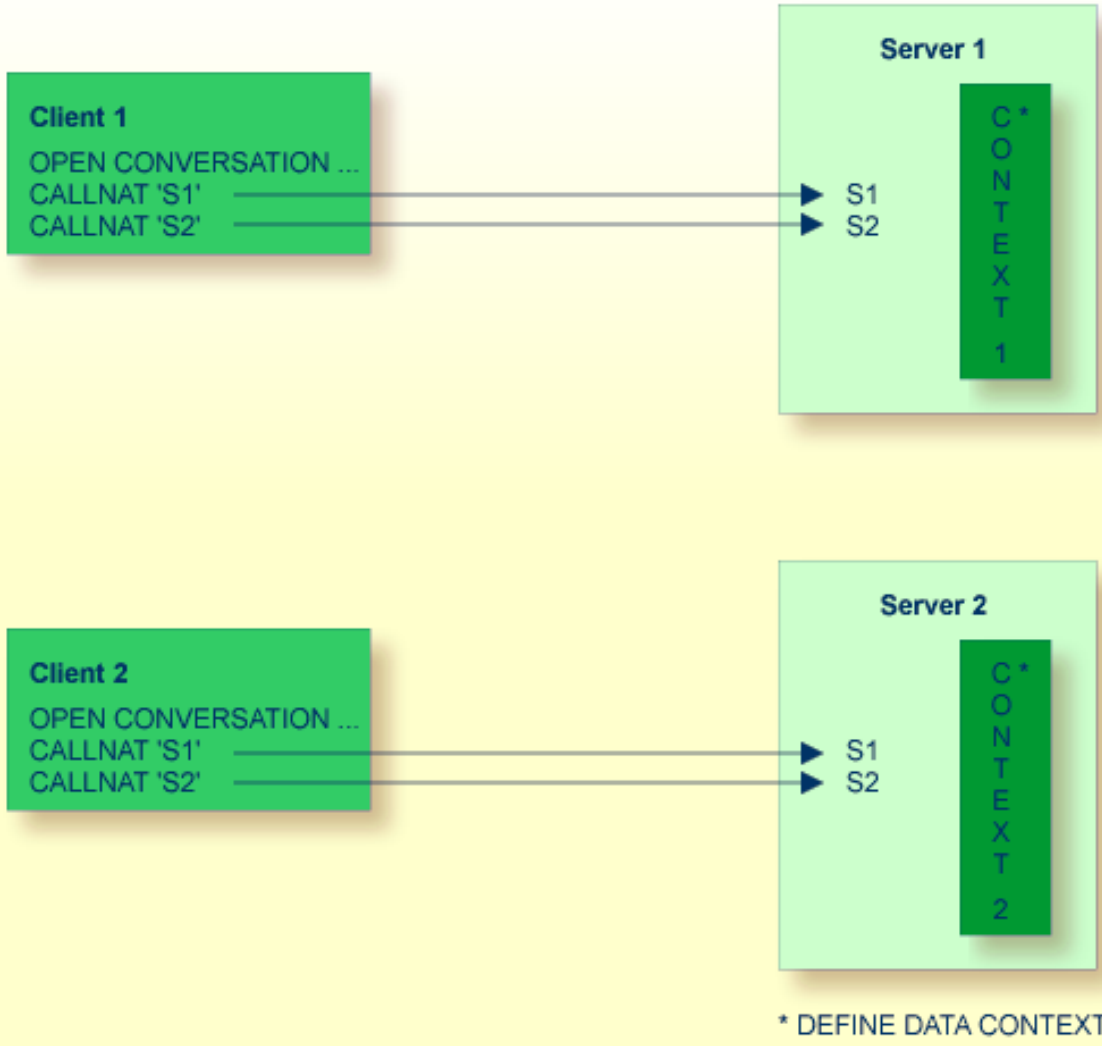 Server 1
Client 1
OPEN CONVERSATION ...
CALLNAT 'S1'
CALLNAT 'S2'
S1
S2
C *
O
N
T
E
X
T
1
Server 2
Client 2
OPEN CONVERSATION ...
CALLNAT 'S1'
CALLNAT 'S2'
S1
S2
C *
O
N
T
E
X
T
2
* DEFINE DATA CONTEXT